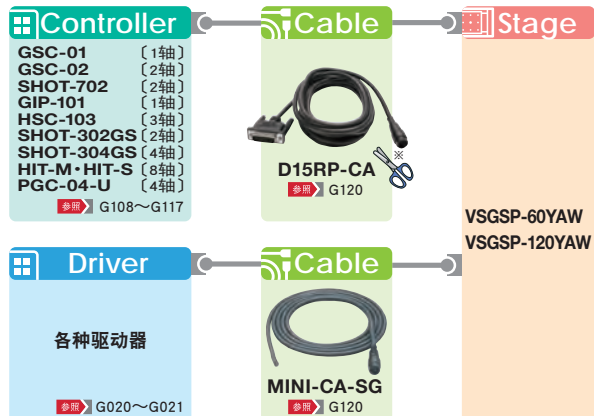 Controller
GSC-01 〔1轴〕
GSC-02 〔2轴〕
SHOT-702 〔2轴〕
GIP-101 〔1轴〕
HSC-103 〔3轴〕
SHOT-302GS〔2轴〕
SHOT-304GS〔4轴〕
HIT-M・HIT-S〔8轴〕
PGC-04-U 〔4轴〕
参照 G108～G117
Cable
※
D15RP-CA
参照 G120
Stage
VSGSP-60YAW
VSGSP-120YAW
Driver
各种驱动器
参照 G020～G021
Cable
MINI-CA-SG
参照 G120